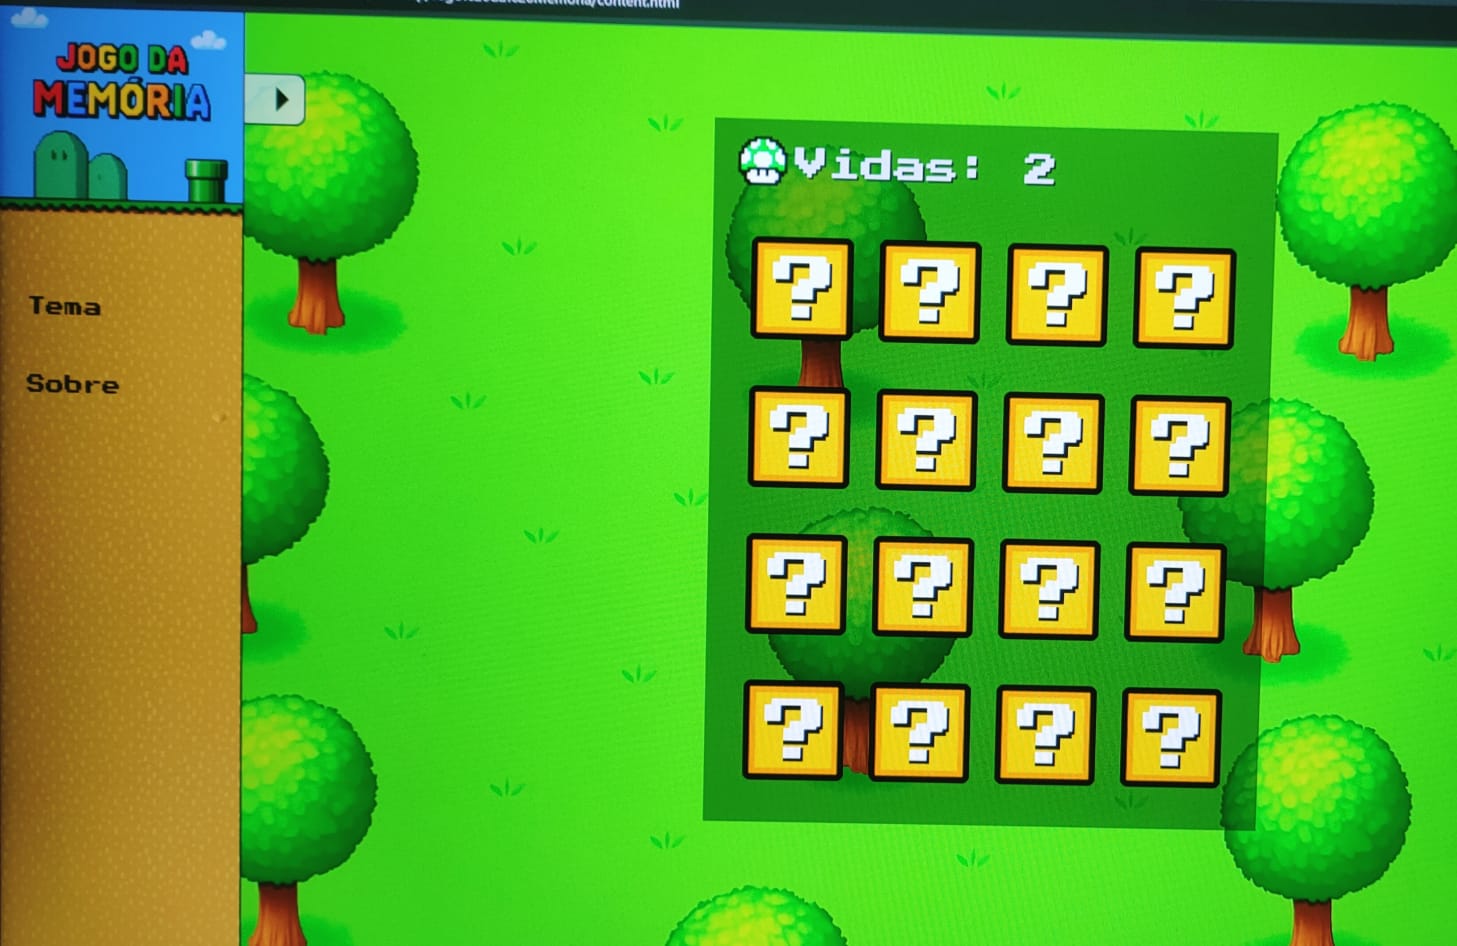 JOGO DA
MEMÓRIA
Tema
Sobre
Vidas: 2
? ? ? ?
? ? ? ?
? ? ? ?
? ? ? ?